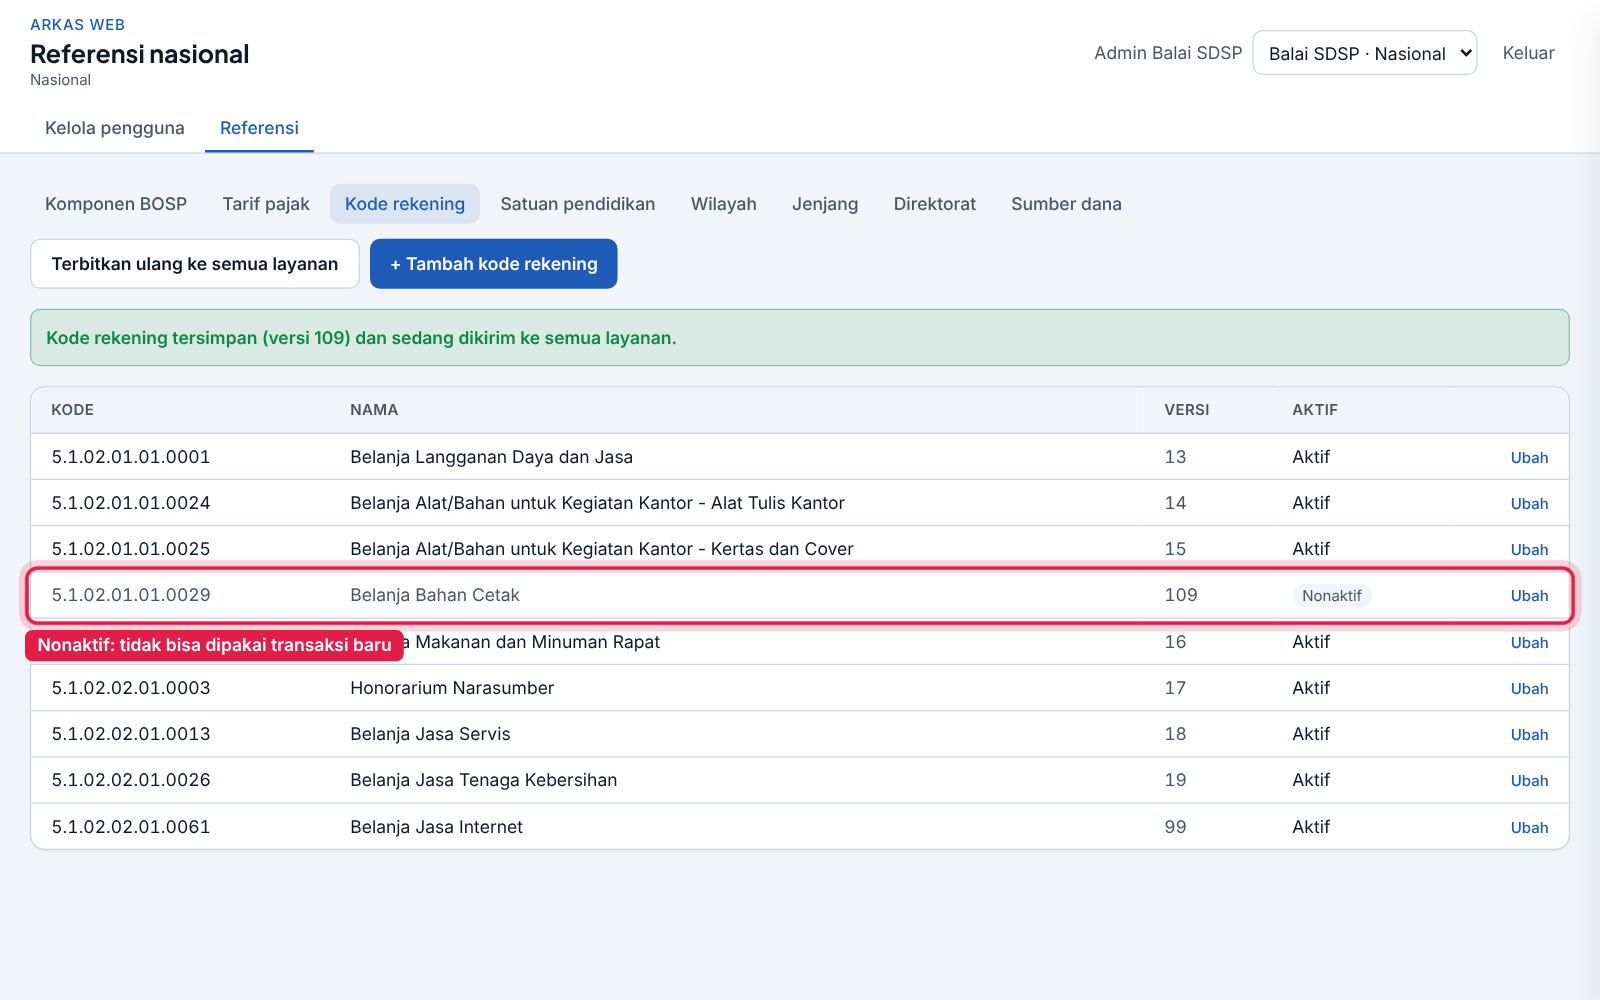 ARKAS WEB
Referensi nasional
Nasional
Admin Balai SDSP
Balai SDSP · Nasional
Keluar
Kelola pengguna
Referensi
Komponen BOSP
Tarif pajak
Kode rekening
Satuan pendidikan
Wilayah
Jenjang
Direktorat
Sumber dana
Terbitkan ulang ke semua layanan
+ Tambah kode rekening
Kode rekening tersimpan (versi 109) dan sedang dikirim ke semua layanan.
KODE NAMA VERSI AKTIF
5.1.02.01.01.0001 Belanja Langganan Daya dan Jasa 13 Aktif Ubah
5.1.02.01.01.0024 Belanja Alat/Bahan untuk Kegiatan Kantor - Alat Tulis Kantor 14 Aktif Ubah
5.1.02.01.01.0025 Belanja Alat/Bahan untuk Kegiatan Kantor - Kertas dan Cover 15 Aktif Ubah
5.1.02.01.01.0029 Belanja Bahan Cetak 109 Nonaktif Ubah
Nonaktif: tidak bisa dipakai transaksi baru
Makanan dan Minuman Rapat 16 Aktif Ubah
5.1.02.02.01.0003 Honorarium Narasumber 17 Aktif Ubah
5.1.02.02.01.0013 Belanja Jasa Servis 18 Aktif Ubah
5.1.02.02.01.0026 Belanja Jasa Tenaga Kebersihan 19 Aktif Ubah
5.1.02.02.01.0061 Belanja Jasa Internet 99 Aktif Ubah